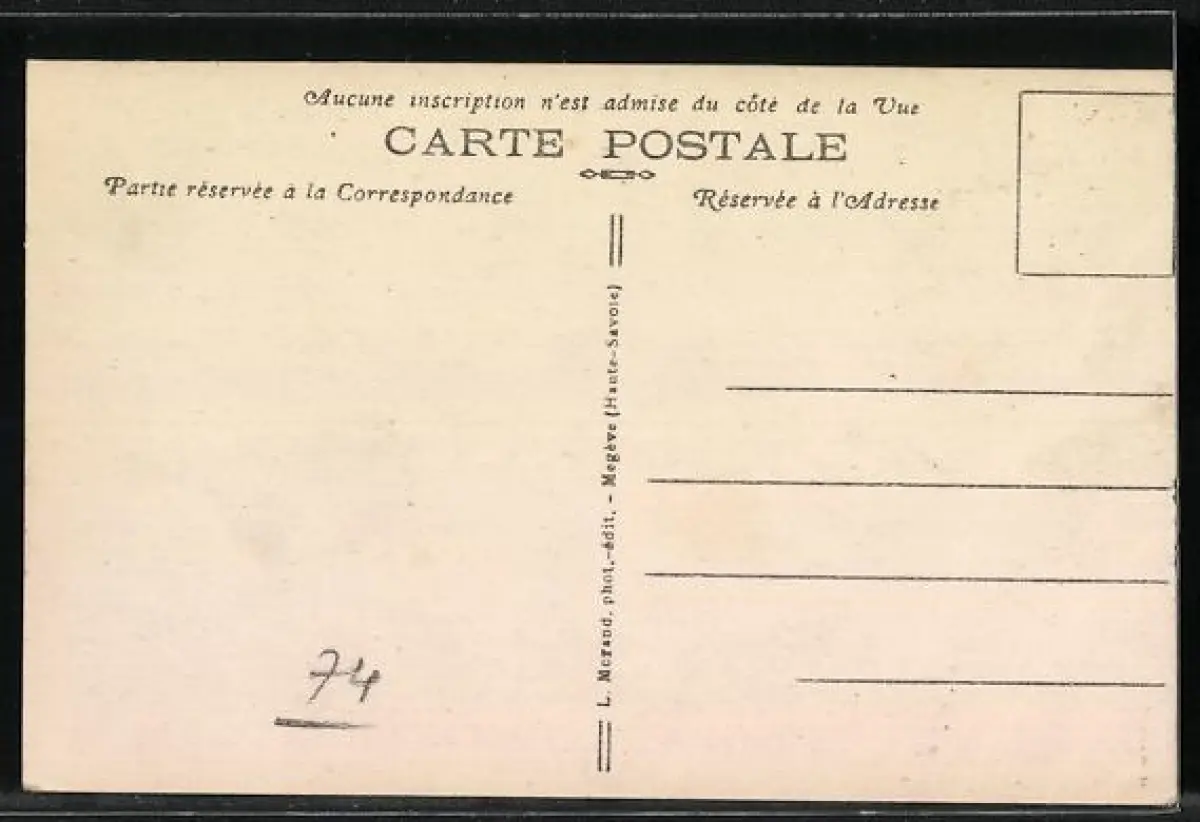 Aucune inscription n'est admise du côté de la Vue
CARTE POSTALE
Partie réservée à la Correspondance
Réservée à l'Adresse
L. Morand, phot.-édit. - Megève (Haute-Savoie)
74